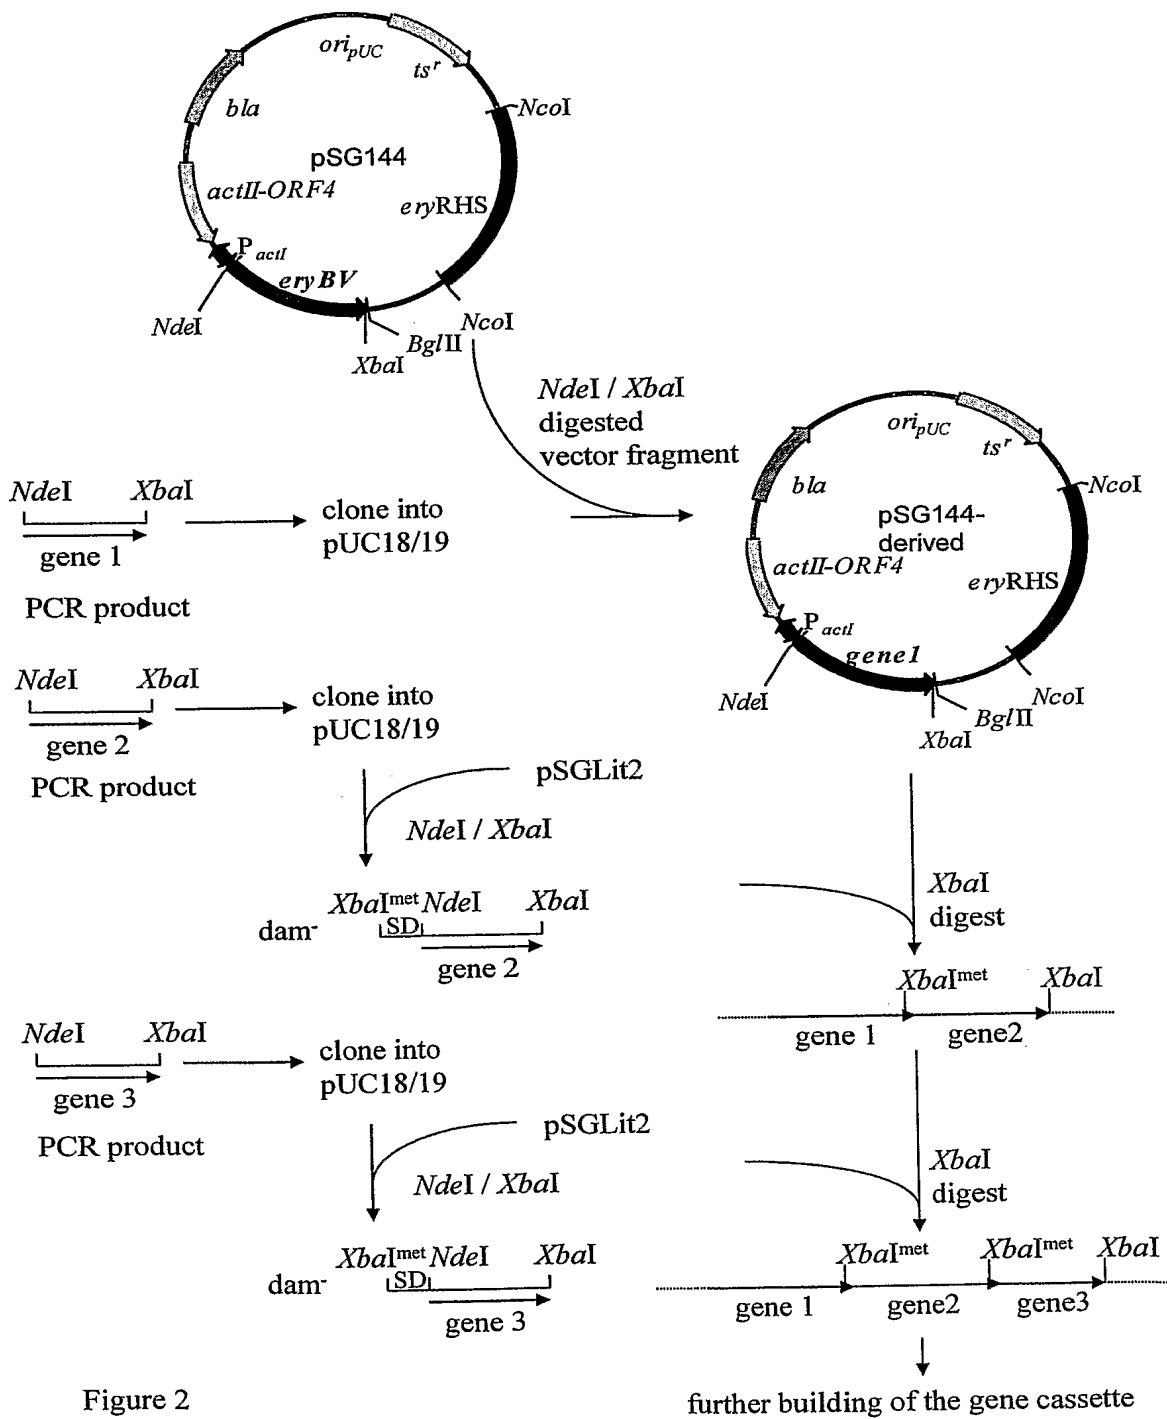 ori pUC
ts r
bla
NcoI
pSG144
actII-ORF4
eryRHS
P actI
eryBV
NdeI
NcoI
BglII
XbaI
NdeI / XbaI
digested
vector fragment
ori pUC
ts r
bla
NcoI
pSG144-
derived
actII-ORF4
eryRHS
P actI
gene1
NdeI
NcoI
BglII
XbaI
NdeI XbaI
gene 1
PCR product
clone into
pUC18/19
NdeI XbaI
gene 2
PCR product
clone into
pUC18/19
pSGLit2
NdeI / XbaI
XbaI met NdeI XbaI
dam-
SD
gene 2
XbaI
digest
XbaI met XbaI
gene 1 gene2
NdeI XbaI
gene 3
PCR product
clone into
pUC18/19
pSGLit2
NdeI / XbaI
XbaI met NdeI XbaI
dam-
SD
gene 3
XbaI
digest
XbaI met XbaI met XbaI
gene 1 gene2 gene3
further building of the gene cassette
Figure 2